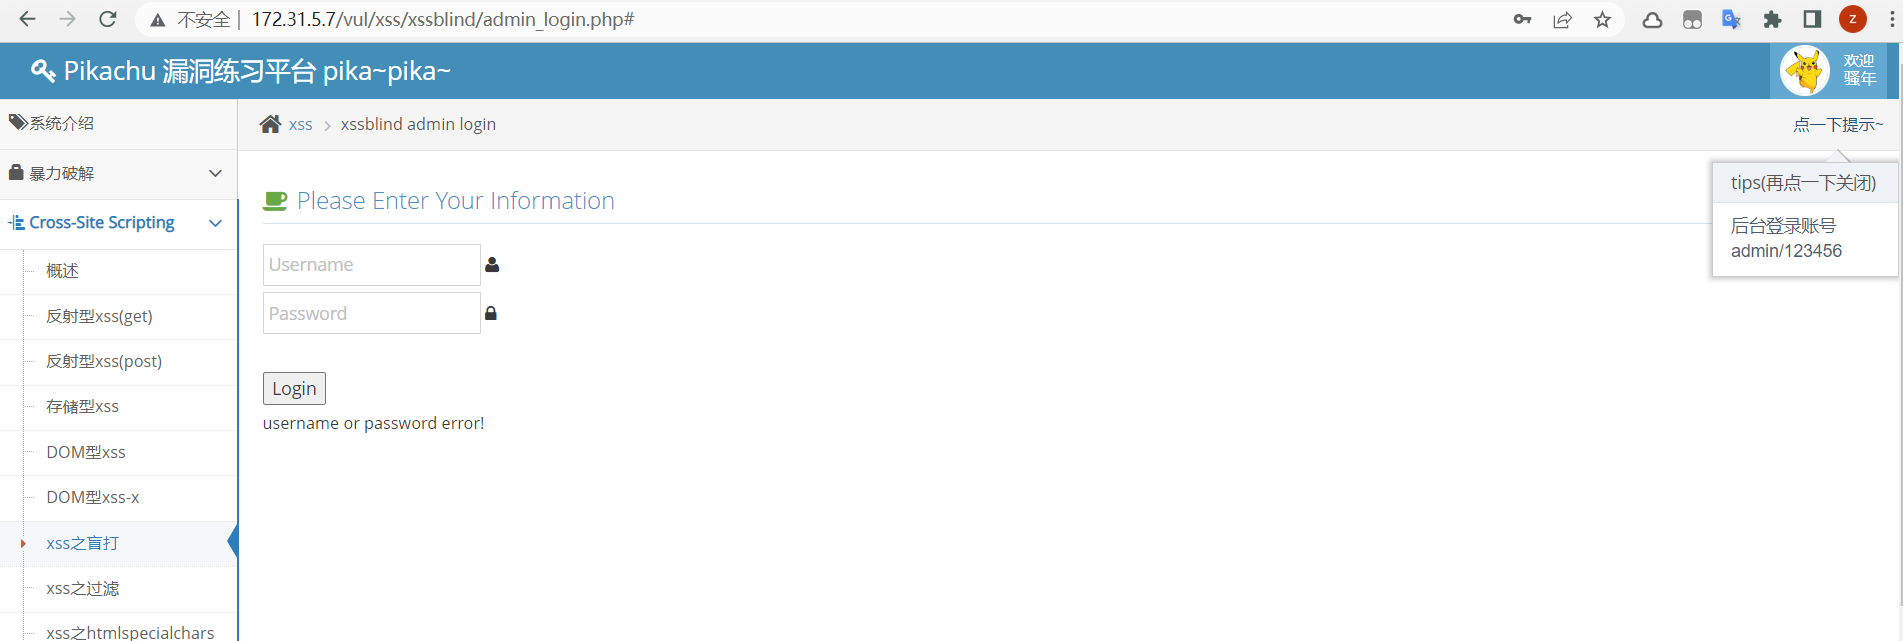 不安全 | 172.31.5.7/vul/xss/xssblind/admin_login.php#
Z
Pikachu 漏洞练习平台 pika~pika~
欢迎
骚年
系统介绍
xss > xssblind admin login
点一下提示~
暴力破解
tips(再点一下关闭)
Cross-Site Scripting
Please Enter Your Information
后台登录账号
admin/123456
概述
Username
反射型xss(get)
Password
反射型xss(post)
Login
存储型xss
username or password error!
DOM型xss
DOM型xss-x
xss之盲打
xss之过滤
xss之htmlspecialchars